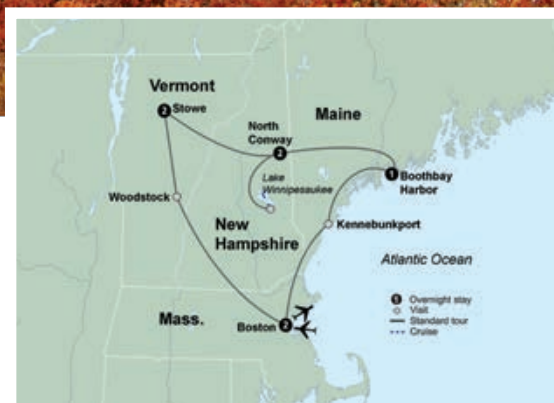 Vermont
2
Stowe
North
Conway
2
Maine
Lake
Winnipesaukee
1
Boothbay
Harbor
Woodstock
New
Hampshire
Kennebunkport
Atlantic Ocean
Mass.
Boston
2
1 Overnight stay
Visit
Standard tour
Cruise